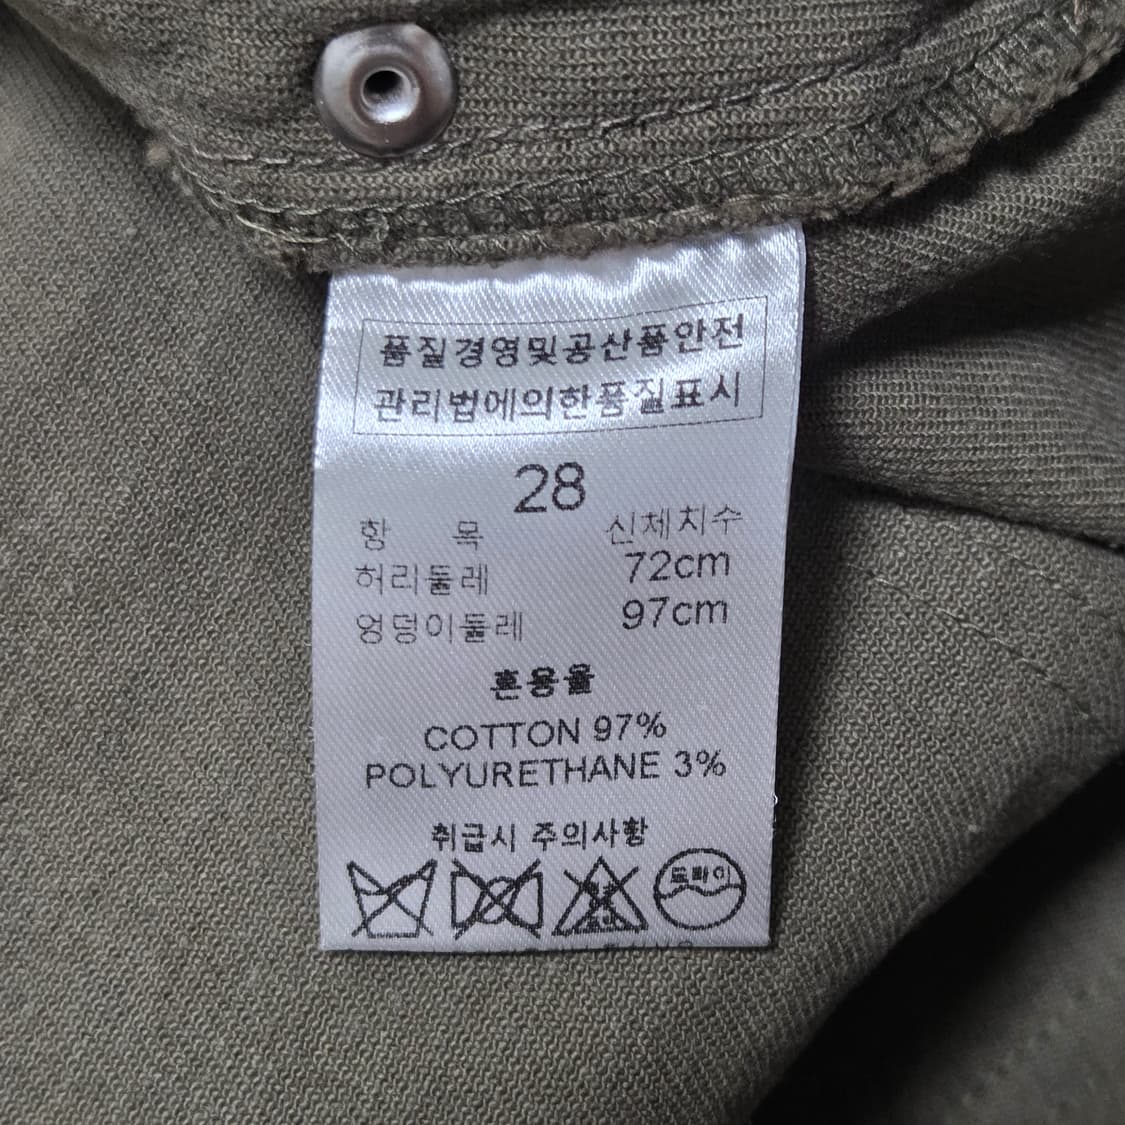 품질경영및공산품안전
관리법에의한품질표시
28
항 목 신체치수
허리둘레 72cm
엉덩이둘레 97cm
혼용율
COTTON 97%
POLYURETHANE 3%
취급시 주의사항
드라이